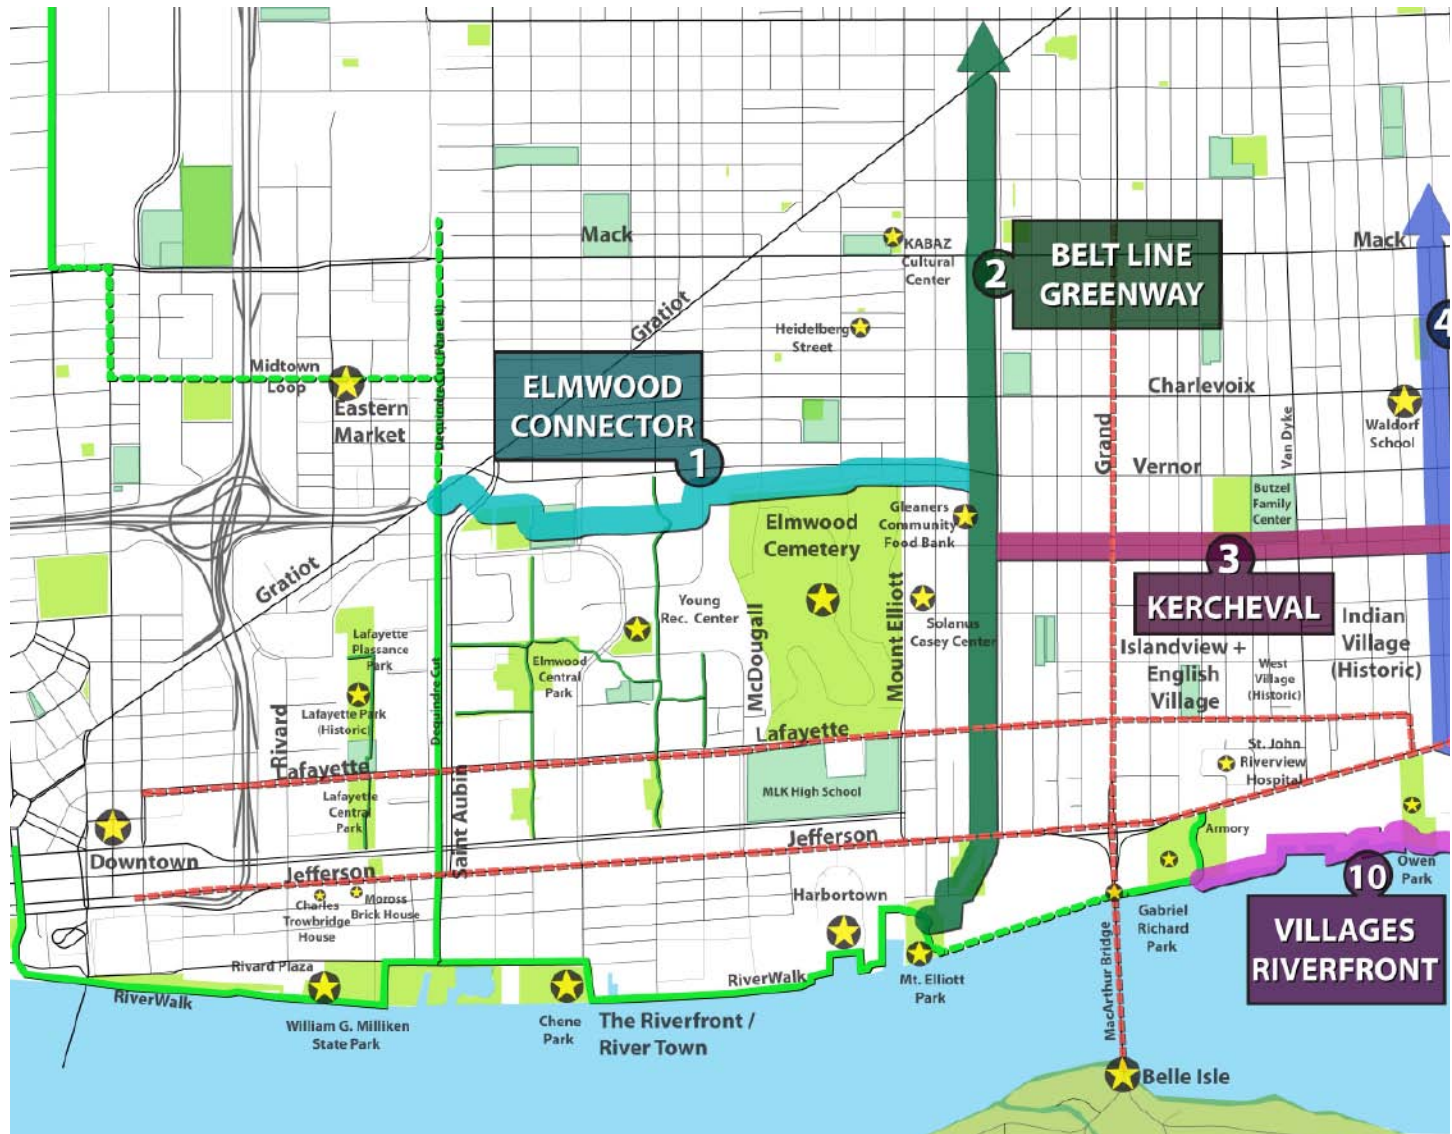 Mack
KABAZ
Cultural
Center
2
BELT LINE
GREENWAY
Mack
4
Gratiot
Heidelberg
Street
Midtown
Loop
Eastern
Market
Dequindre Cut (Phase II)
ELMWOOD
CONNECTOR
1
Charlevoix
Grand
Van Dyke
Waldorf
School
Vernor
Butzel
Family
Center
Elmwood
Cemetery
Gleaners
Community
Food Bank
3
KERCHEVAL
Gratiot
Young
Rec. Center
McDougall
Mount Elliott
Solanus
Casey Center
Islandview +
English
Village
West
Village
(Historic)
Indian
Village
(Historic)
Lafayette
Plassance
Park
Elmwood
Central
Park
Dequindre Cut
Lafayette Park
(Historic)
Rivard
Lafayette
Lafayette
St. John
Riverview
Hospital
Lafayette
Central
Park
Saint Aubin
MLK High School
Downtown
Jefferson
Jefferson
Armory
Owen
Park
10
VILLAGES
RIVERFRONT
Charles
Trowbridge
House
Moross
Brick House
Harbortown
Gabriel
Richard
Park
MacArthur Bridge
Rivard Plaza
RiverWalk
RiverWalk
Mt. Elliott
Park
William G. Milliken
State Park
Chene
Park
The Riverfront /
River Town
Belle Isle